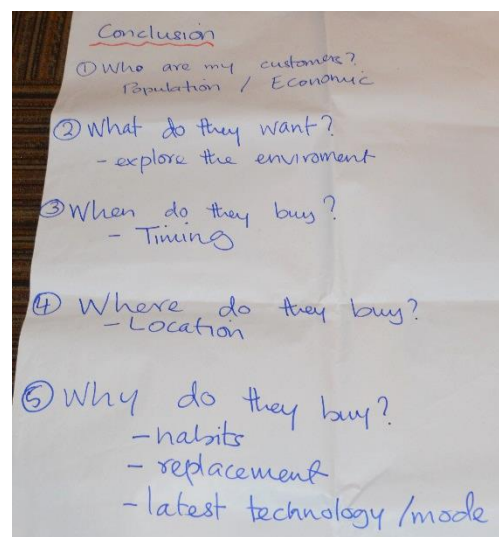 Conclusion
① Who are my customers?
Population / Economic
② What do they want?
- explore the enviroment
③ When do they buy?
- Timing
④ Where do they buy?
- Location
⑤ Why do they buy?
- habits
- replacement
- latest technology /mode